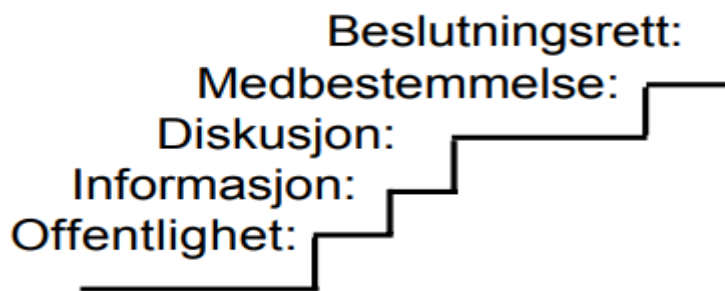 Beslutningsrett:
Medbestemmelse:
Diskusjon:
Informasjon:
Offentlighet: